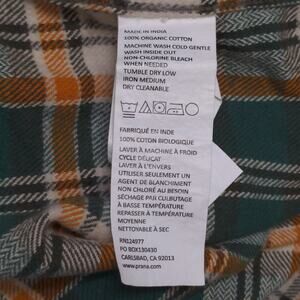 MADE IN INDIA
100% ORGANIC COTTON
MACHINE WASH COLD GENTLE
WASH INSIDE OUT
NON-CHLORINE BLEACH
WHEN NEEDED
TUMBLE DRY LOW
IRON MEDIUM
DRY CLEANABLE
FABRIQUÉ EN INDE
100% COTON BIOLOGIQUE
LAVER À MACHINE À FROID
CYCLE DÉLICAT
LAVER À L'ENVERS
UTILISER SEULEMENT UN
AGENT DE BLANCHIMENT
NON CHLORÉ AU BESOIN
SÉCHAGE PAR CULBUTAGE
À BASSE TEMPÉRATURE
REPASSER À TEMPÉRATURE
MOYENNE
NETTOYABLE À SEC
RN124977
PO BOX130430
CARLSBAD, CA 92013
www.prana.com